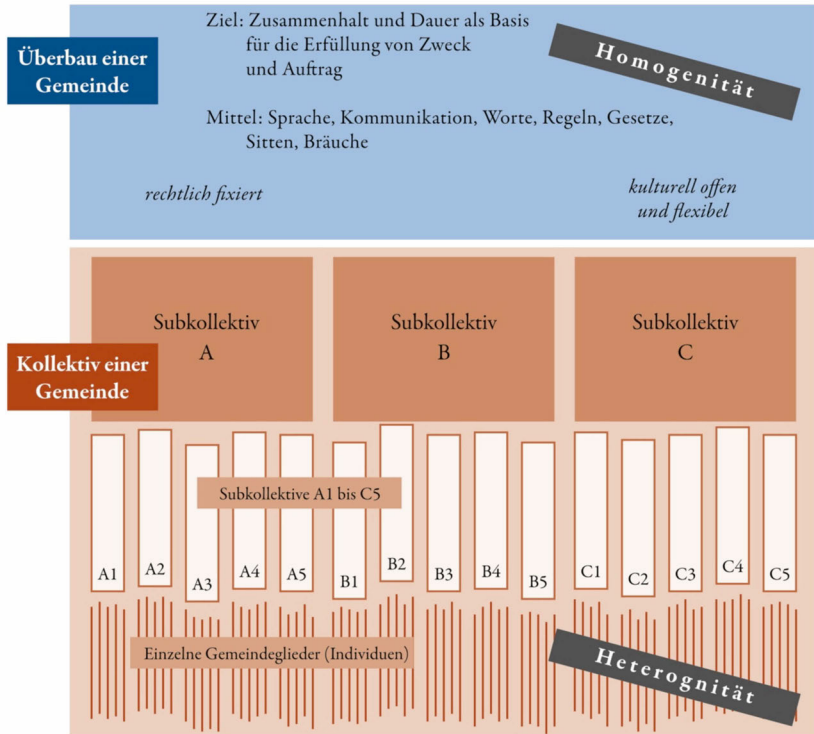 Überbau einer
Gemeinde
Ziel: Zusammenhalt und Dauer als Basis
für die Erfüllung von Zweck
und Auftrag
Homogenität
Mittel: Sprache, Kommunikation, Worte, Regeln, Gesetze,
Sitten, Bräuche
rechtlich fixiert
kulturell offen
und flexibel
Kollektiv einer
Gemeinde
Subkollektiv
A
Subkollektiv
B
Subkollektiv
C
Subkollektive A1 bis C5
A1
A2
A3
A4
A5
B1
B2
B3
B4
B5
C1
C2
C3
C4
C5
Einzelne Gemeindeglieder (Individuen)
Heterognität